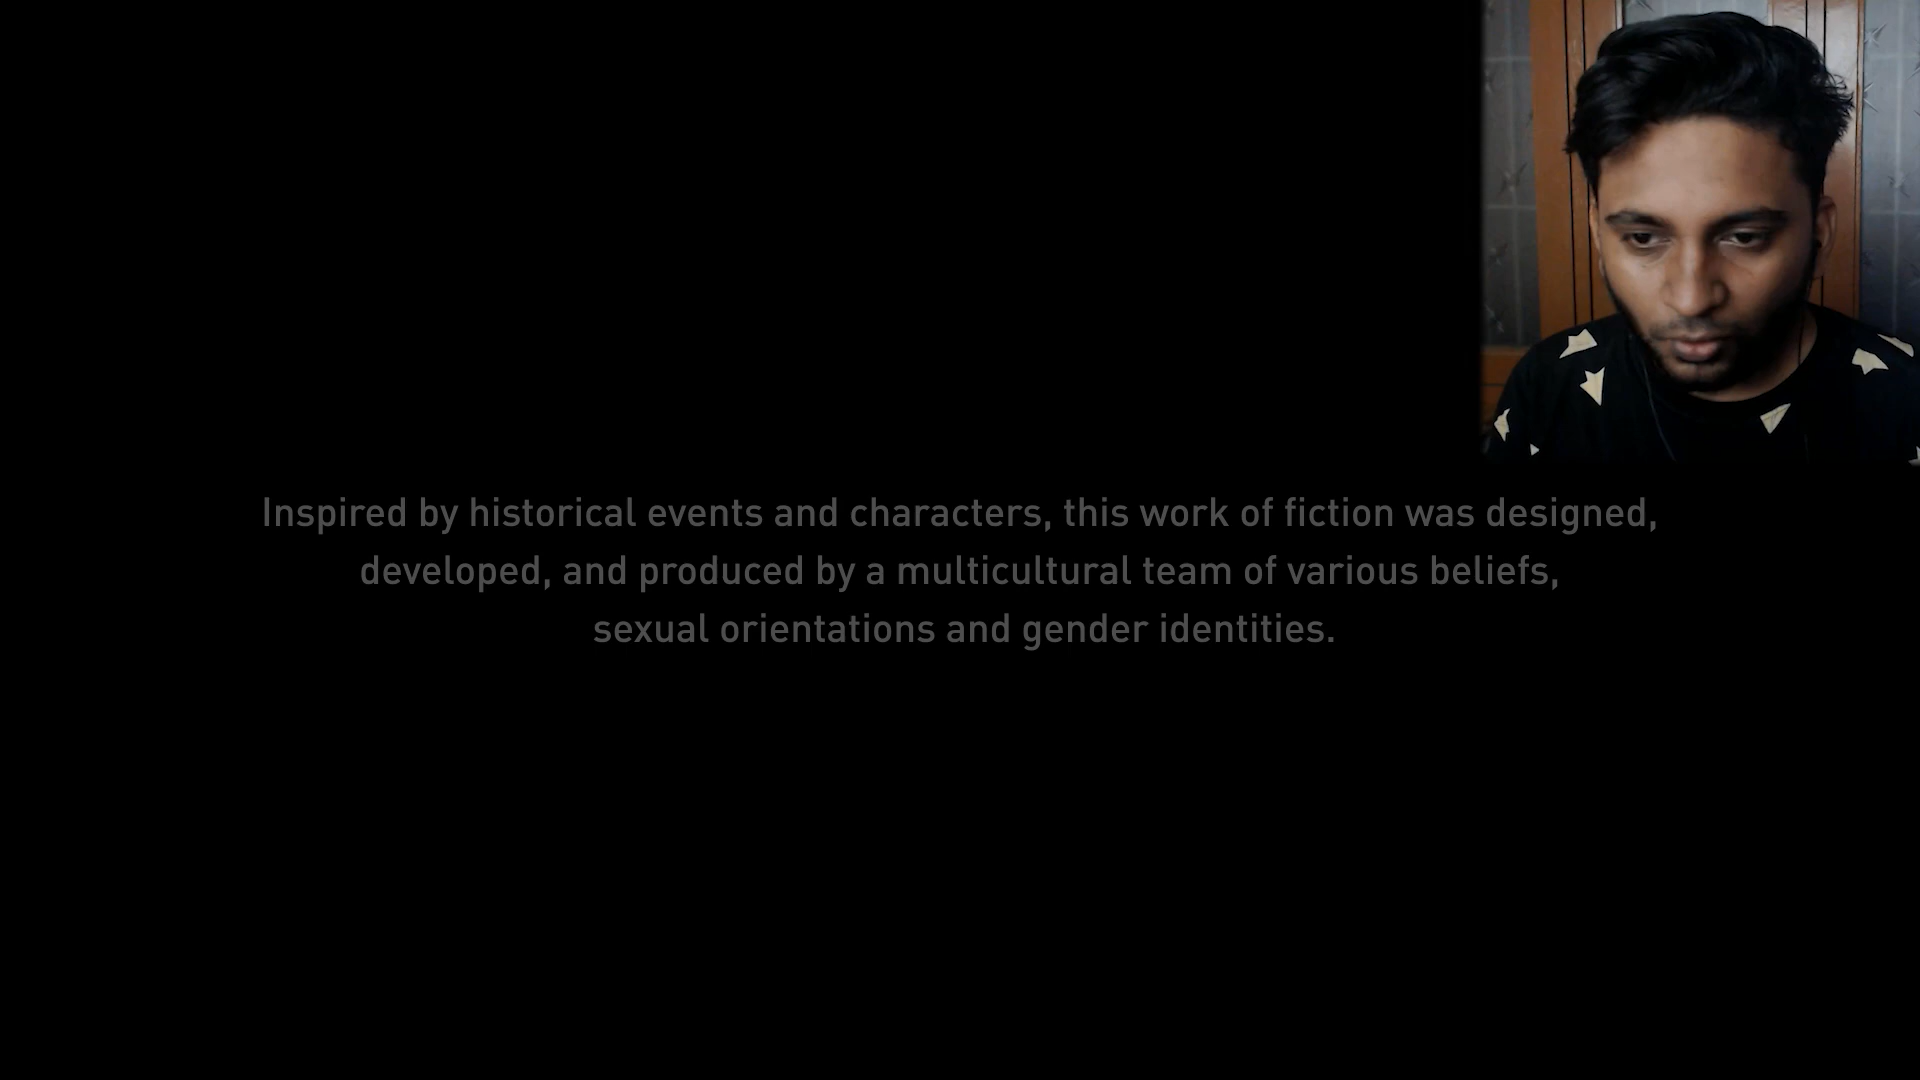 Inspired by historical events and characters, this work of fiction was designed,
developed, and produced by a multicultural team of various beliefs,
sexual orientations and gender identities.